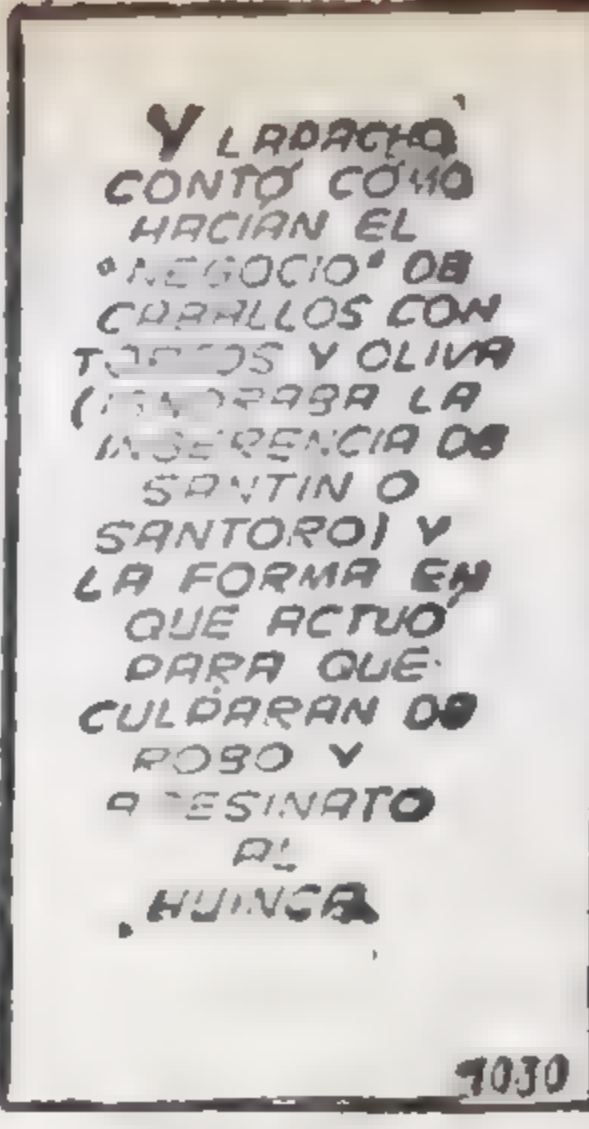 Y LAPACHO
CONTÓ CÓMO
HACIAN EL
"NEGOCIO" DE
CABALLOS CON
Y OLIVA
(IGNORABA LA
INGERENCIA DE
SANTIN O
SANTORO) Y
LA FORMA EN
QUE ACTUÓ
PARA QUE
CULPARAN DE
ROBO Y
ASESINATO
AL
HUINCA
1030